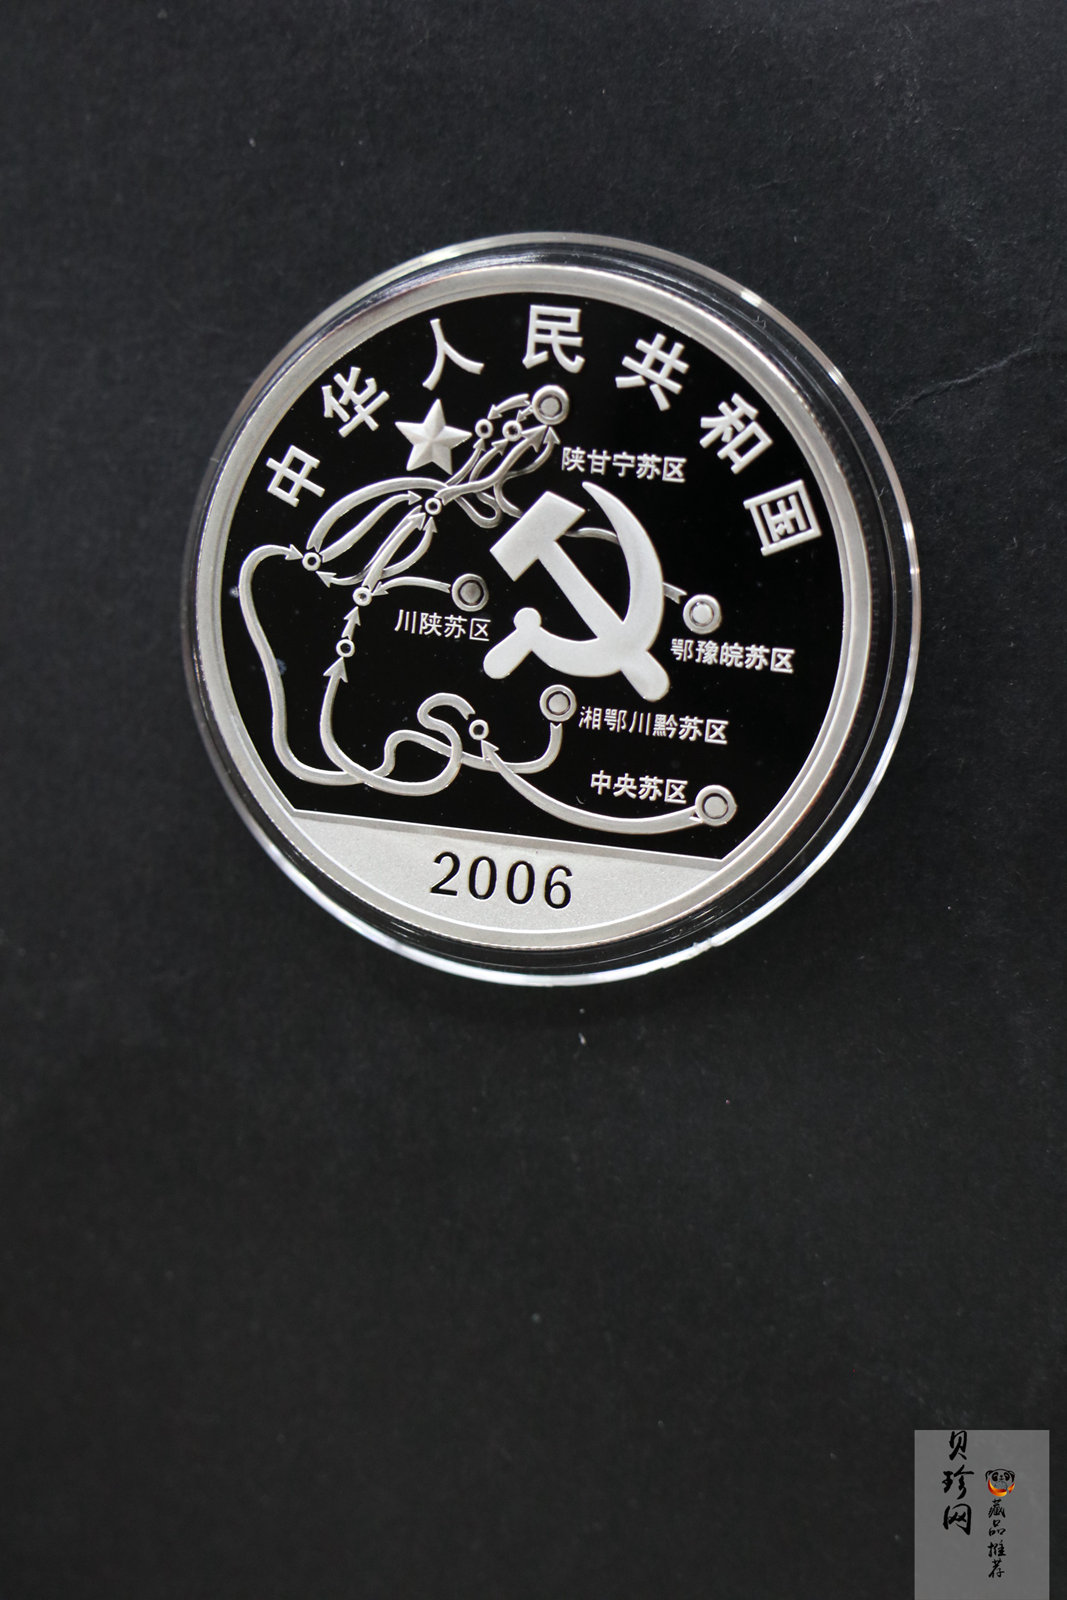 中华人民共和国
陕甘宁苏区
川陕苏区
鄂豫皖苏区
湘鄂川黔苏区
中央苏区
2006
贝珍网
藏品推荐